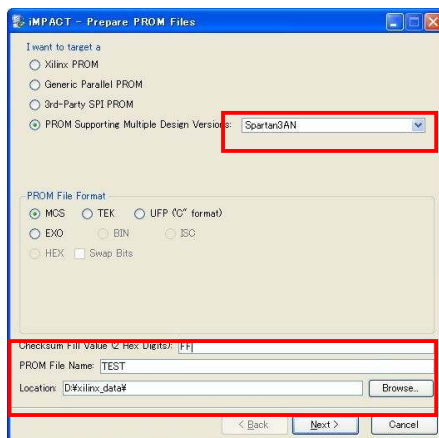 iMPACT - Prepare PROM Files
I want to target a
Xilinx PROM
Generic Parallel PROM
3rd-Party SPI PROM
PROM Supporting Multiple Design Versions: Spartan3AN
PROM File Format
MCS TEK UFP ("C" format)
EXO BIN ISC
HEX Swap Bits
Checksum Fill Value (2 Hex Digits): FF
PROM File Name: TEST
Location: D:¥xilinx_data¥ Browse...
< Back Next > Cancel